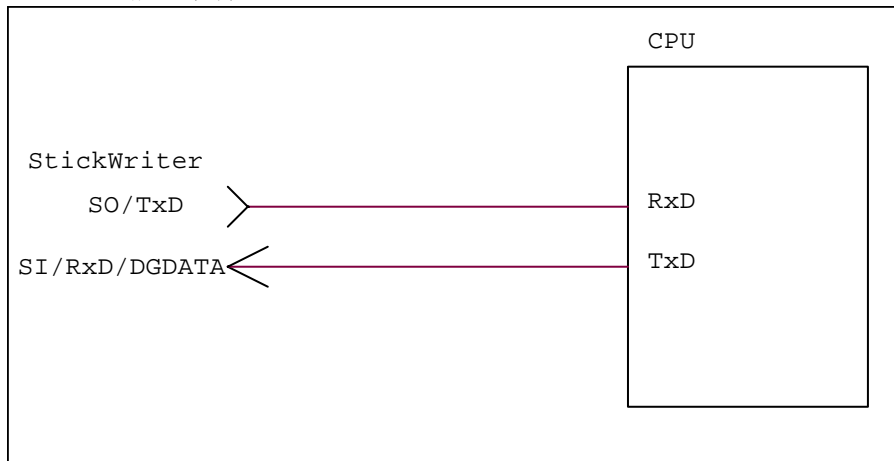 CPU
StickWriter
SO/TxD
RxD
SI/RxD/DGDATA
TxD